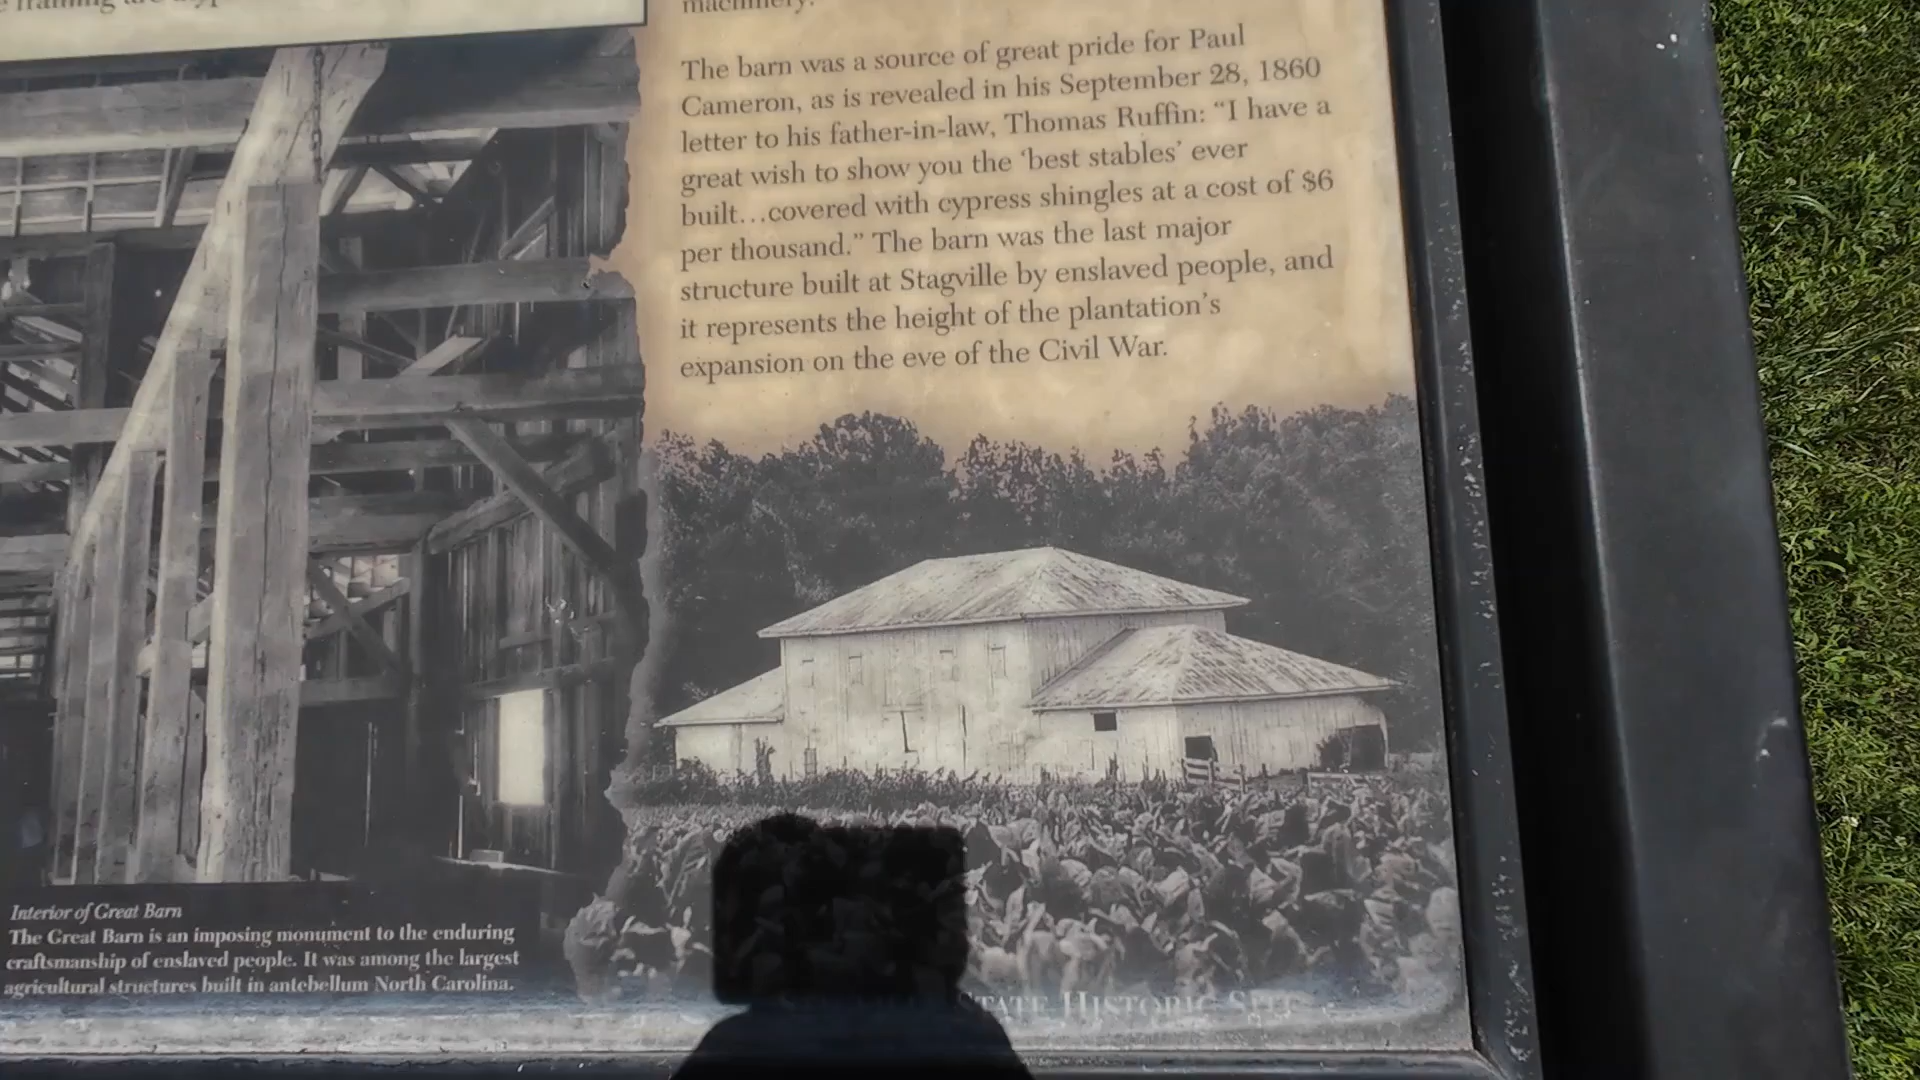 machinery.
The barn was a source of great pride for Paul
Cameron, as is revealed in his September 28, 1860
letter to his father-in-law, Thomas Ruffin: “I have a
great wish to show you the ‘best stables’ ever
built…covered with cypress shingles at a cost of $6
per thousand.” The barn was the last major
structure built at Stagville by enslaved people, and
it represents the height of the plantation’s
expansion on the eve of the Civil War.
Interior of Great Barn
The Great Barn is an imposing monument to the enduring
craftsmanship of enslaved people. It was among the largest
agricultural structures built in antebellum North Carolina.
State Historic Site